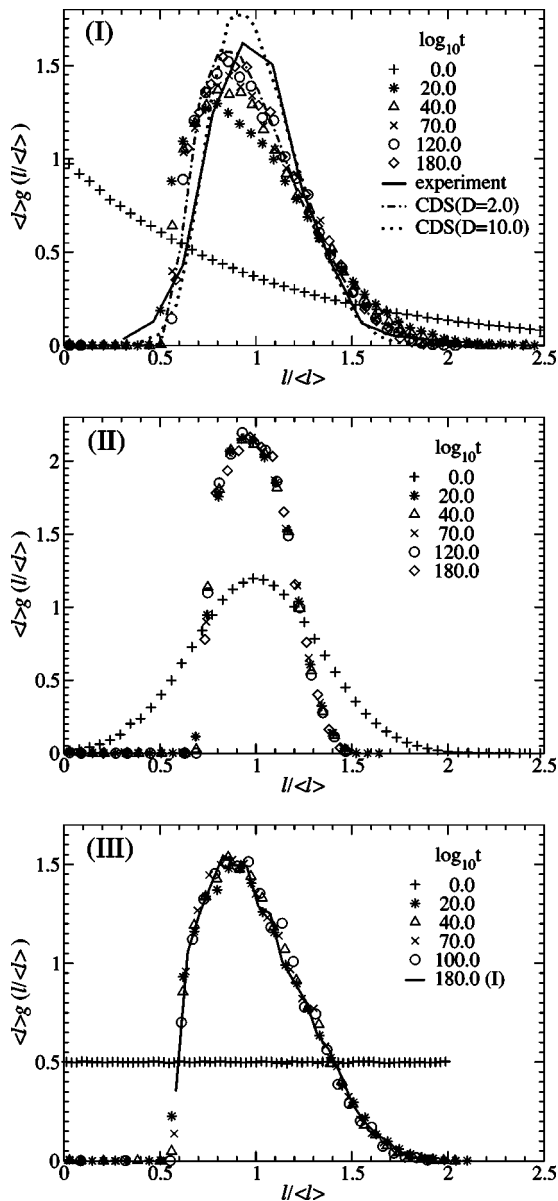 (I)
log10t
0.0
20.0
40.0
70.0
120.0
180.0
experiment
CDS(D=2.0)
CDS(D=10.0)
<l>g (l/<l>)
1.5
1
0.5
0
0 0.5 1 1.5 2 2.5
l/<l>
(II)
log10t
0.0
20.0
40.0
70.0
120.0
180.0
<l>g (l/<l>)
2
1.5
1
0.5
0
0 0.5 1 1.5 2 2.5
l/<l>
(III)
log10t
0.0
20.0
40.0
70.0
100.0
180.0 (I)
<l>g (l/<l>)
1.5
1
0.5
0
0 0.5 1 1.5 2 2.5
l/<l>